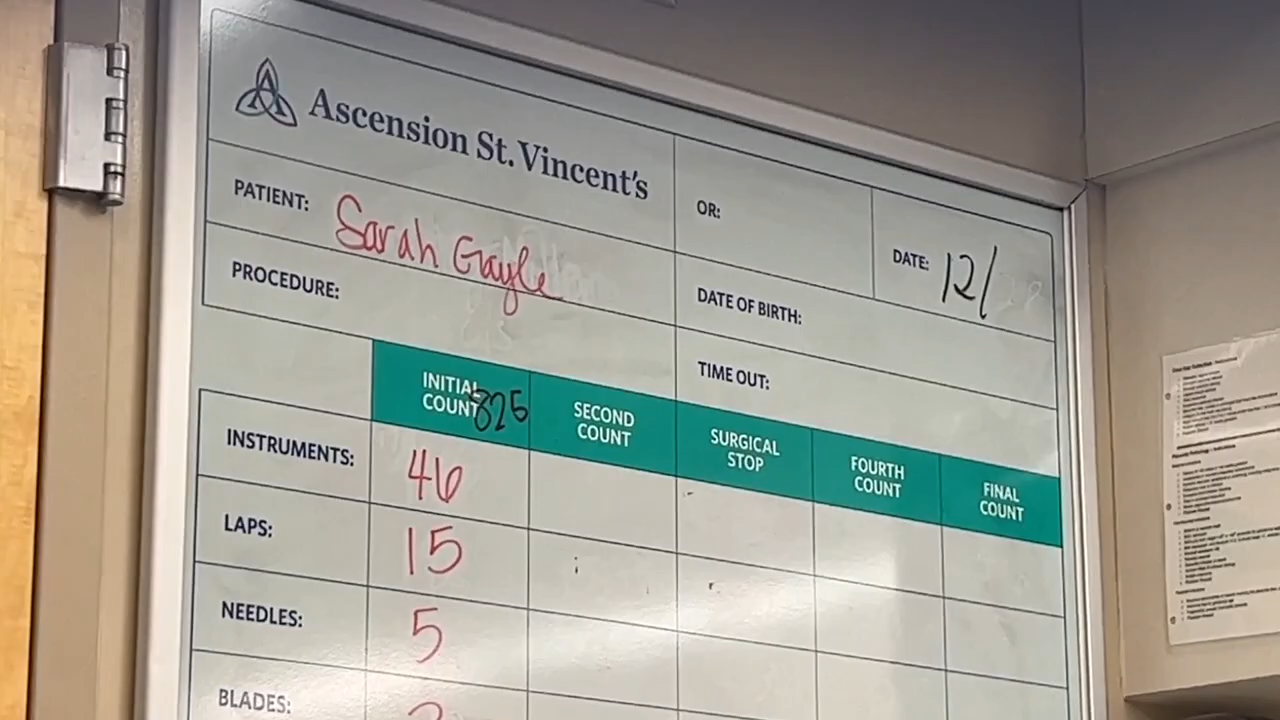 Ascension St. Vincent's
OR:
DATE: 12/
PATIENT: Sarah Gayle
DATE OF BIRTH:
PROCEDURE:
TIME OUT:
INITIAL COUNT 825
SECOND COUNT
SURGICAL STOP
FOURTH COUNT
FINAL COUNT
INSTRUMENTS: 46
LAPS: 15
NEEDLES: 5
BLADES: